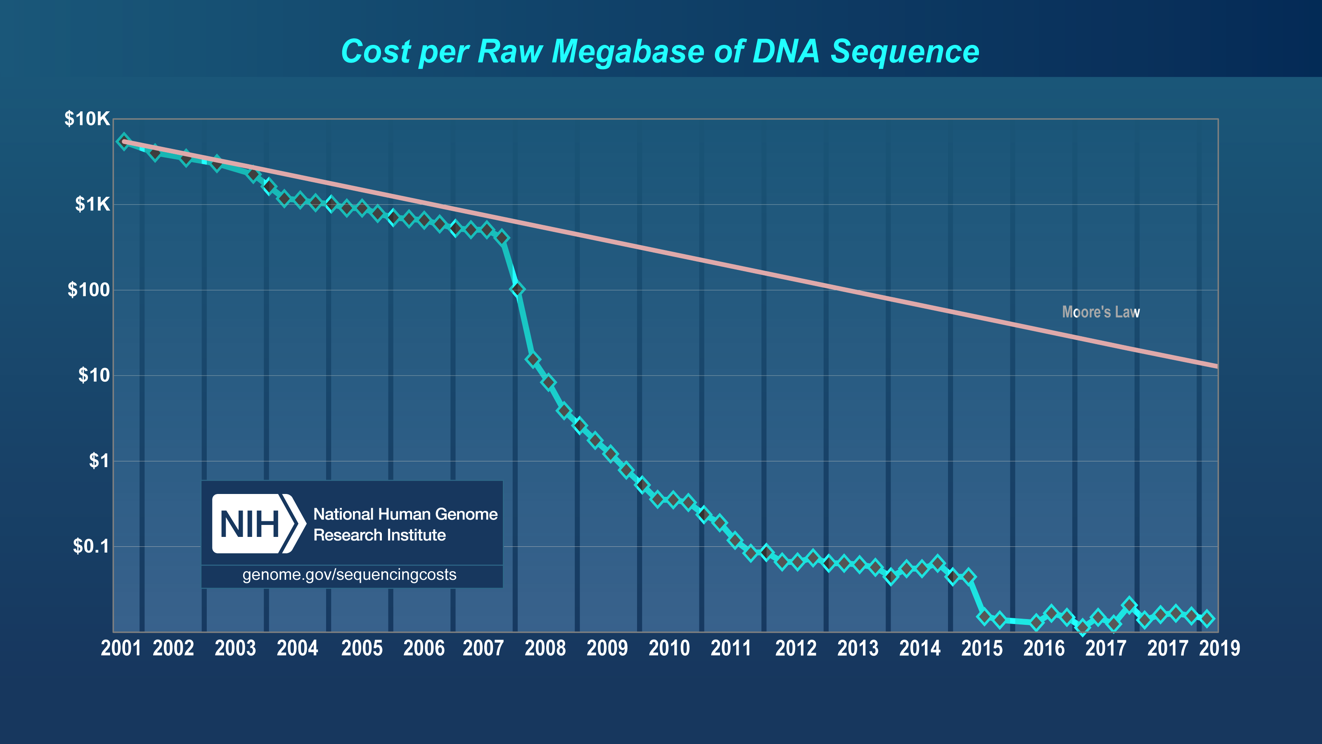 Cost per Raw Megabase of DNA Sequence
$10K
$1K
$100
Moore's Law
$10
$1
NIH
National Human Genome
Research Institute
$0.1
genome.gov/sequencingcosts
2001 2002 2003 2004 2005 2006 2007 2008 2009 2010 2011 2012 2013 2014 2015 2016 2017 2017 2019